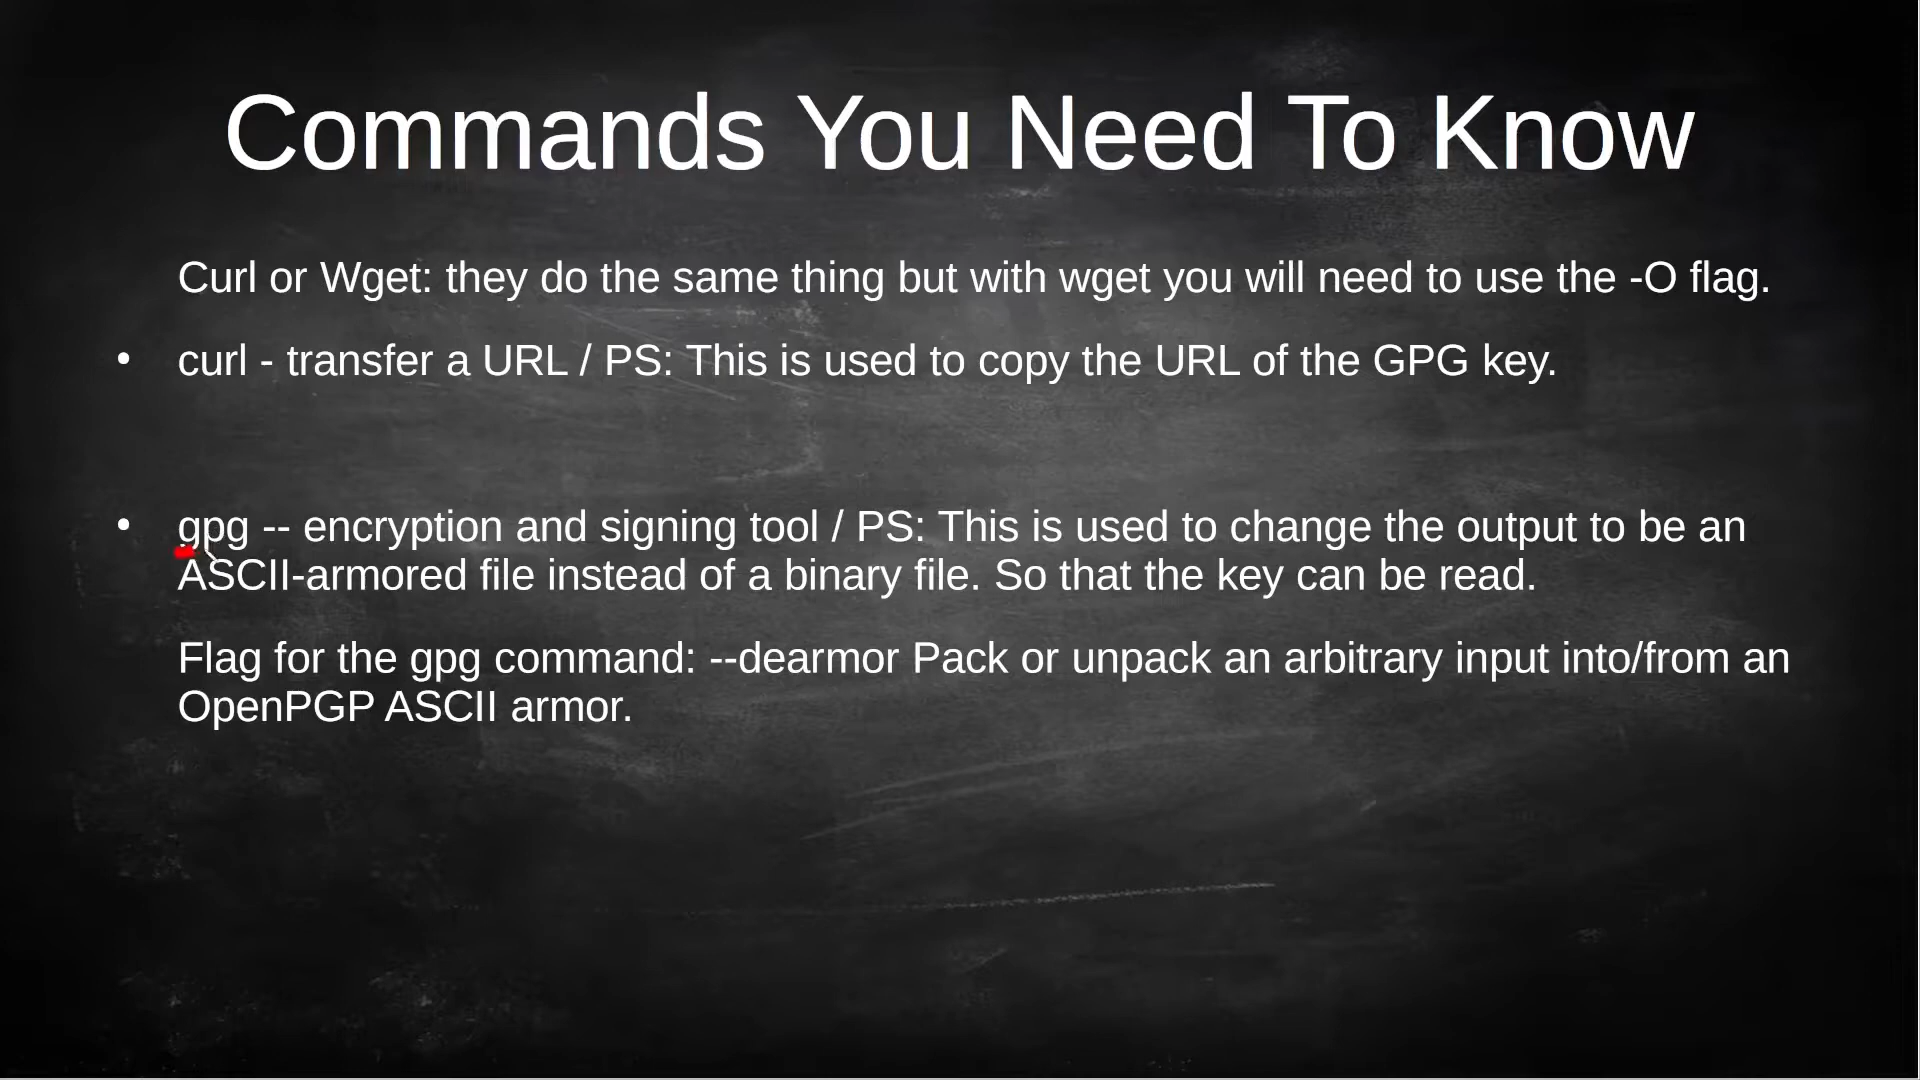 Commands You Need To Know
Curl or Wget: they do the same thing but with wget you will need to use the -O flag.
• curl - transfer a URL / PS: This is used to copy the URL of the GPG key.
• gpg -- encryption and signing tool / PS: This is used to change the output to be an
ASCII-armored file instead of a binary file. So that the key can be read.
Flag for the gpg command: --dearmor Pack or unpack an arbitrary input into/from an
OpenPGP ASCII armor.